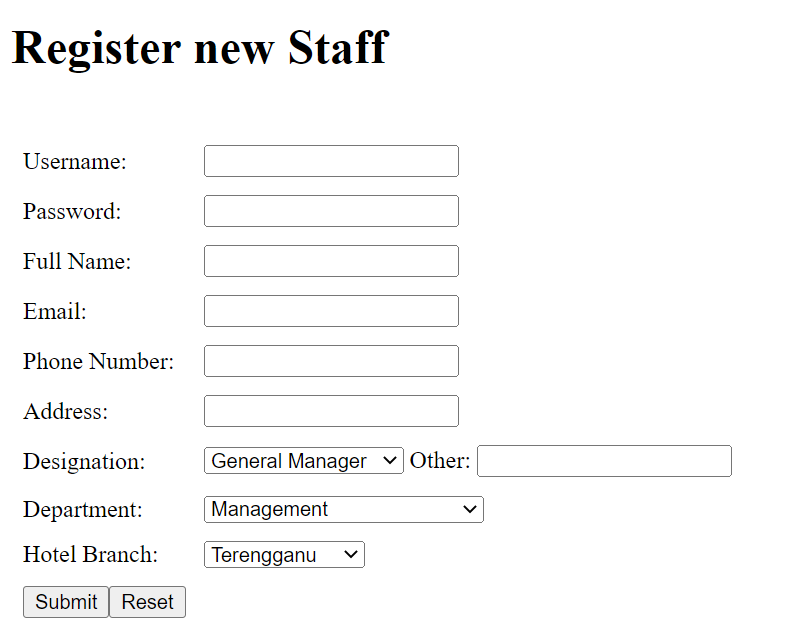 Register new Staff
Username:
Password:
Full Name:
Email:
Phone Number:
Address:
Designation: General Manager Other:
Department: Management
Hotel Branch: Terengganu
Submit Reset